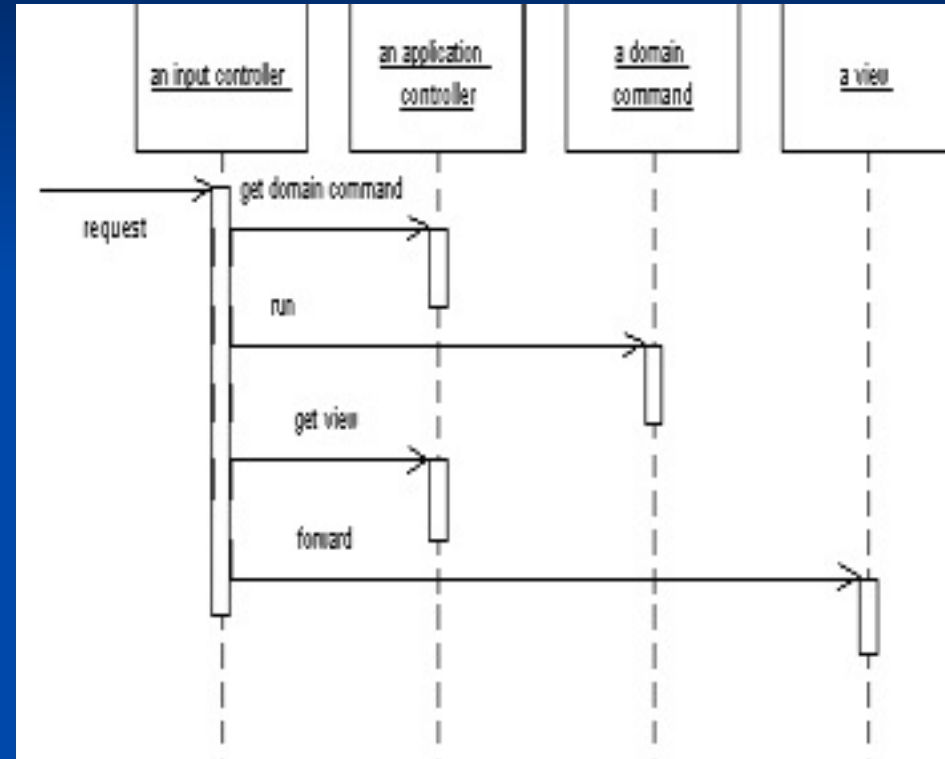 an input controller
an application
controller
a domain
command
a view
get domain command
request
run
get view
forward